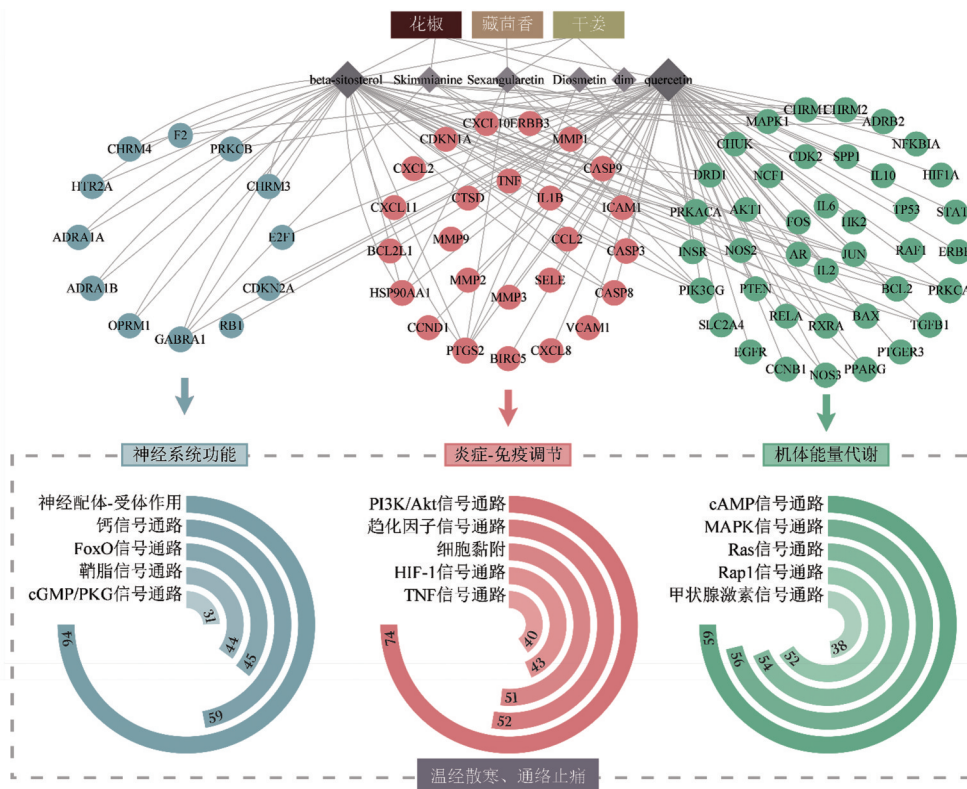 花椒
藏茴香
干姜
beta-sitosterol
Skimmianine
Sexangularetin
Diosmetin
dim
quercetin
F2
CHRM4
PRKCB
HTR2A
CHRM3
ADRA1A
E2F1
ADRA1B
CDKN2A
OPRM1
RB1
GABRA1
CXCL10
ERBB3
CDKN1A
MMP1
CXCL2
CASP9
TNF
CTSD
IL1B
CXCL11
ICAM1
MMP9
CCL2
BCL2L1
CASP3
MMP2
SELE
HSP90AA1
MMP3
CASP8
CCND1
VCAM1
PTGS2
CXCL8
BIRC5
CHRM1
CHRM2
MAPK1
ADRB2
CHUK
NFKBIA
CDK2
SPP1
DRD1
NCF1
IL10
HIF1A
PRKACA
AKT1
IL6
TP53
STAT
FOS
HK2
INSR
NOS2
AR
JUN
RAF1
ERBB
IL2
PIK3CG
PTEN
BCL2
PRKCA
SLC2A4
RELA
RXRA
BAX
TGFB1
EGFR
PTGER3
CCNB1
NOS3
PPARG
神经系统功能
炎症-免疫调节
机体能量代谢
神经配体-受体作用
钙信号通路
FoxO信号通路
鞘脂信号通路
cGMP/PKG信号通路
31
44
45
59
94
PI3K/Akt信号通路
趋化因子信号通路
细胞黏附
HIF-1信号通路
TNF信号通路
40
43
51
52
74
cAMP信号通路
MAPK信号通路
Ras信号通路
Rap1信号通路
甲状腺激素信号通路
38
52
54
56
59
温经散寒、通络止痛